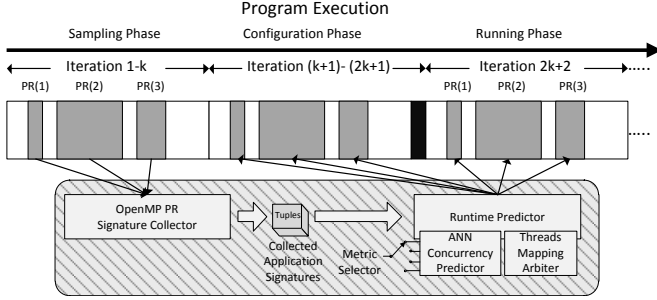 Program Execution
Sampling Phase
Configuration Phase
Running Phase
Iteration 1-k
Iteration (k+1)- (2k+1)
Iteration 2k+2
.....
PR(1)
PR(2)
PR(3)
PR(1)
PR(2)
PR(3)
.....
OpenMP PR
Signature Collector
Tuples
Collected
Application
Signatures
Runtime Predictor
Metric
Selector
ANN
Concurrency
Predictor
Threads
Mapping
Arbiter